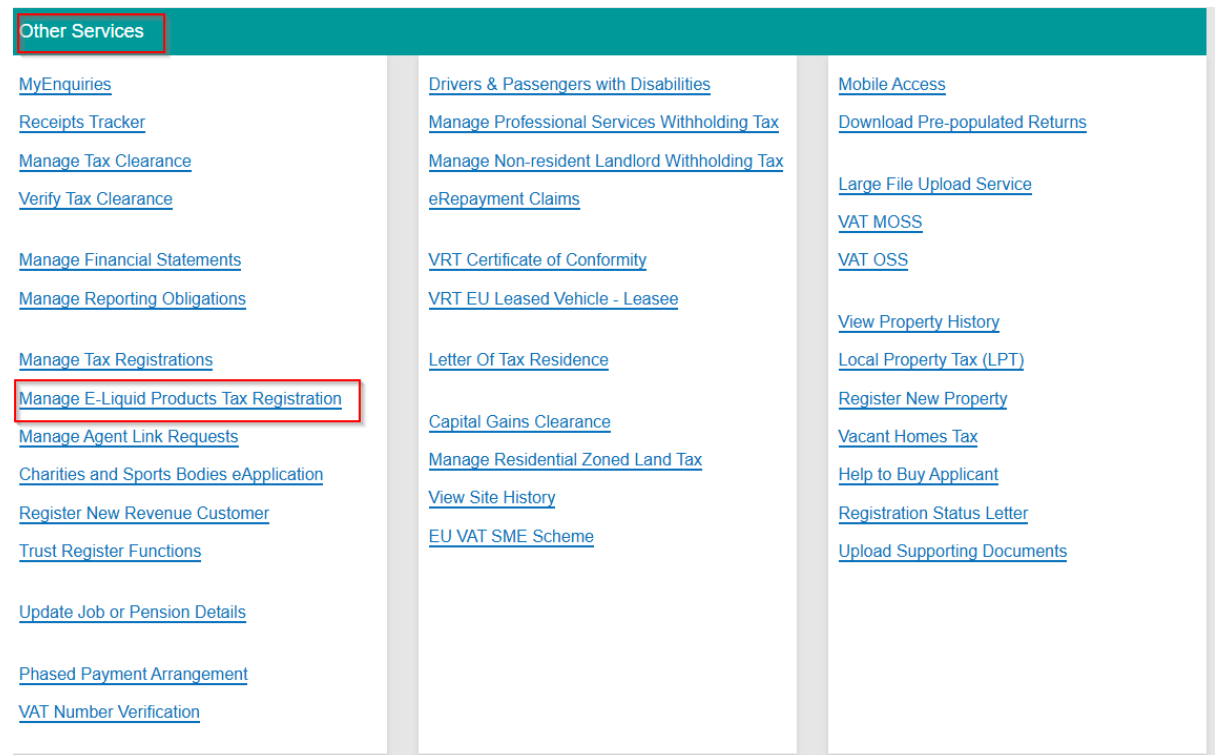 Other Services
MyEnquiries
Receipts Tracker
Manage Tax Clearance
Verify Tax Clearance
Manage Financial Statements
Manage Reporting Obligations
Manage Tax Registrations
Manage E-Liquid Products Tax Registration
Manage Agent Link Requests
Charities and Sports Bodies eApplication
Register New Revenue Customer
Trust Register Functions
Update Job or Pension Details
Phased Payment Arrangement
VAT Number Verification
Drivers & Passengers with Disabilities
Manage Professional Services Withholding Tax
Manage Non-resident Landlord Withholding Tax
eRepayment Claims
VRT Certificate of Conformity
VRT EU Leased Vehicle - Leasee
Letter Of Tax Residence
Capital Gains Clearance
Manage Residential Zoned Land Tax
View Site History
EU VAT SME Scheme
Mobile Access
Download Pre-populated Returns
Large File Upload Service
VAT MOSS
VAT OSS
View Property History
Local Property Tax (LPT)
Register New Property
Vacant Homes Tax
Help to Buy Applicant
Registration Status Letter
Upload Supporting Documents